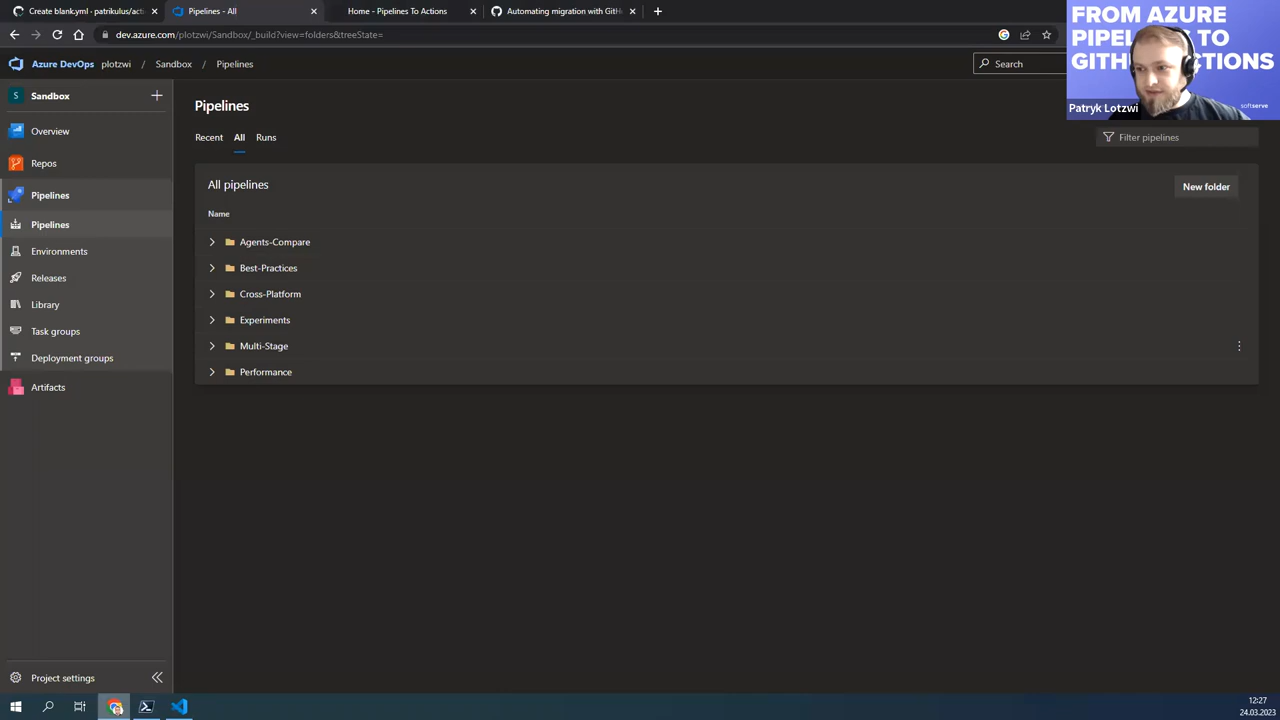 Create blank.yml · patrikulus/act
Pipelines - All
Home - Pipelines To Actions
Automating migration with GitH
dev.azure.com/plotzwi/Sandbox/_build?view=folders&treeState=
FROM AZURE
TO
Patryk Lotzwi
softserve
Azure DevOps plotzwi / Sandbox / Pipelines
Search
S Sandbox
Overview
Repos
Pipelines
Pipelines
Environments
Releases
Library
Task groups
Deployment groups
Artifacts
Project settings
Pipelines
Recent All Runs
Filter pipelines
All pipelines
New folder
Name
Agents-Compare
Best-Practices
Cross-Platform
Experiments
Multi-Stage
Performance
12:27
24.03.2023